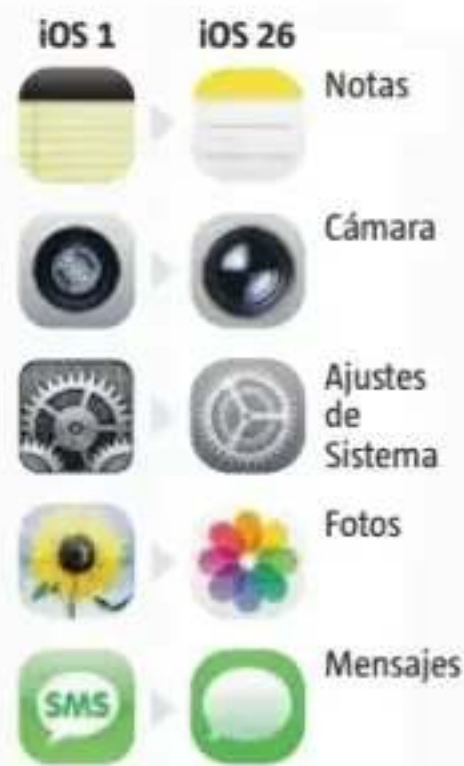 iOS 1
iOS 26
Notas
Cámara
Ajustes
de
Sistema
Fotos
SMS
Mensajes